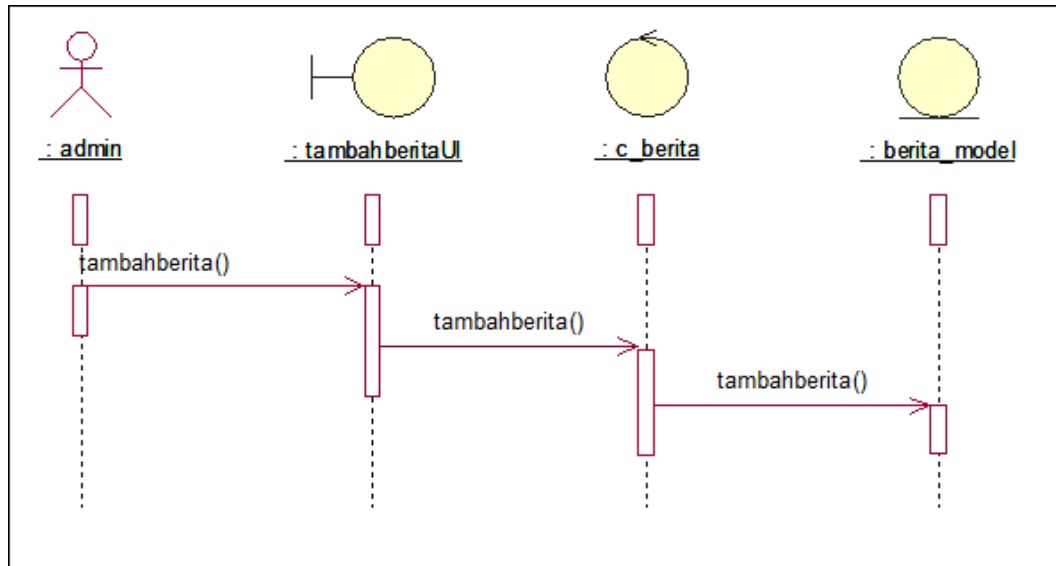 : admin
: tambahberitaUI
: c_berita
: berita_model
tambahberita()
tambahberita()
tambahberita()